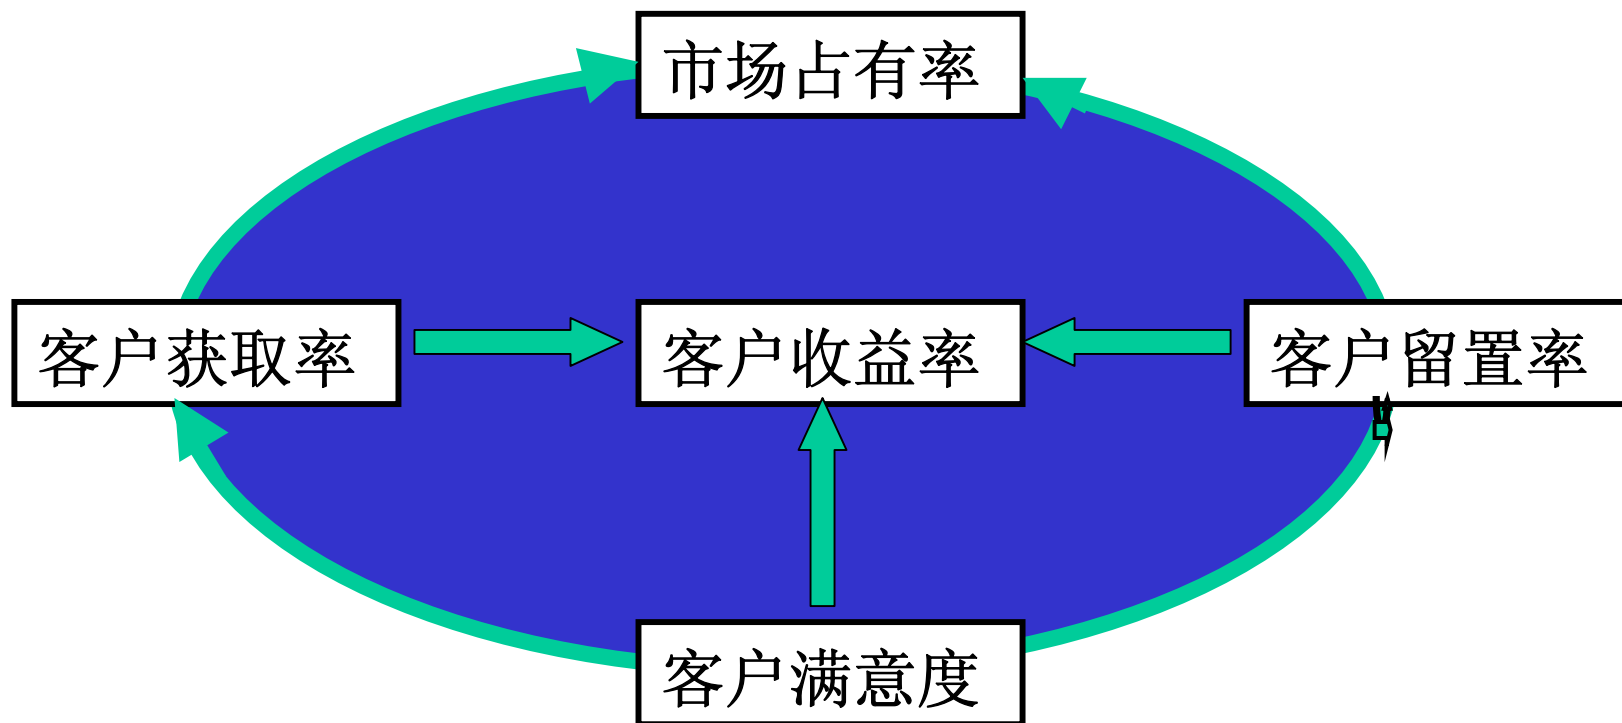 市场占有率
客户获取率
客户收益率
客户留置率
客户满意度